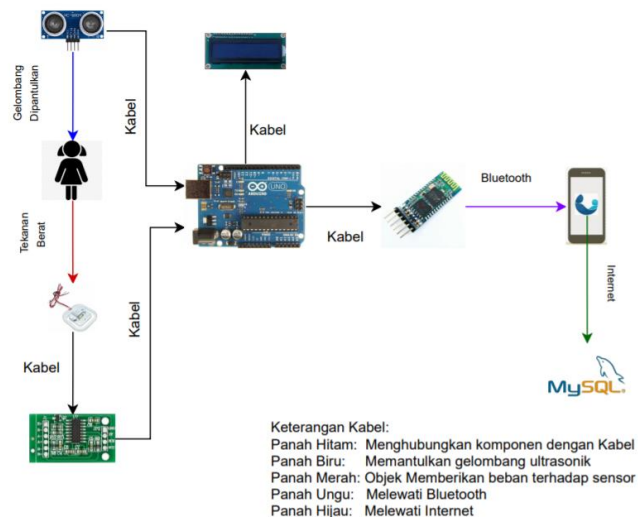 Gelombang
Dipantulkan
Kabel
Kabel
Bluetooth
UNO
Kabel
Tekanan
Berat
Kabel
Internet
Kabel
MySQL
Keterangan Kabel:
Panah Hitam: Menghubungkan komponen dengan Kabel
Panah Biru: Memantulkan gelombang ultrasonik
Panah Merah: Objek Memberikan beban terhadap sensor
Panah Ungu: Melewati Bluetooth
Panah Hijau: Melewati Internet